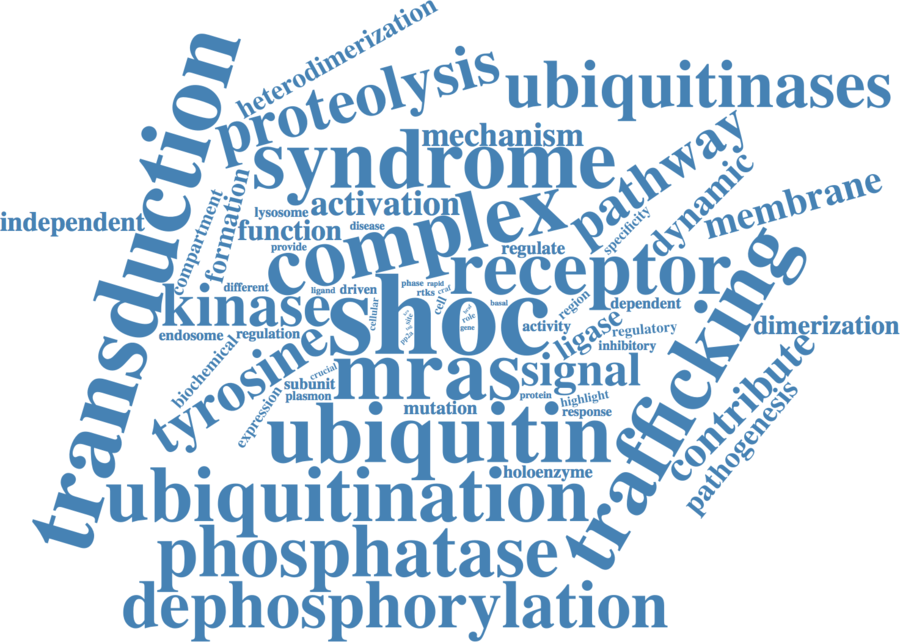 heterodimerization
transduction
proteolysis
ubiquitinases
mechanism
syndrome
pathway
dynamic
membrane
independent
compartment
formation
lysosome
activation
function
disease
provide
complex
regulate
specificity
receptor
trafficking
different
ligand
driven
phase
rapid
rtks
cell
kinase
shoc
cellular
role
gene
basal
region
dependent
endosome
regulation
activity
ligase
regulatory
inhibitory
dimerization
biochemical
tyrosine
crucial
subunit
plasmon
expression
mras
signal
protein
highlight
response
mutation
contribute
pathogenesis
ubiquitin
holoenzyme
ubiquitination
phosphatase
dephosphorylation